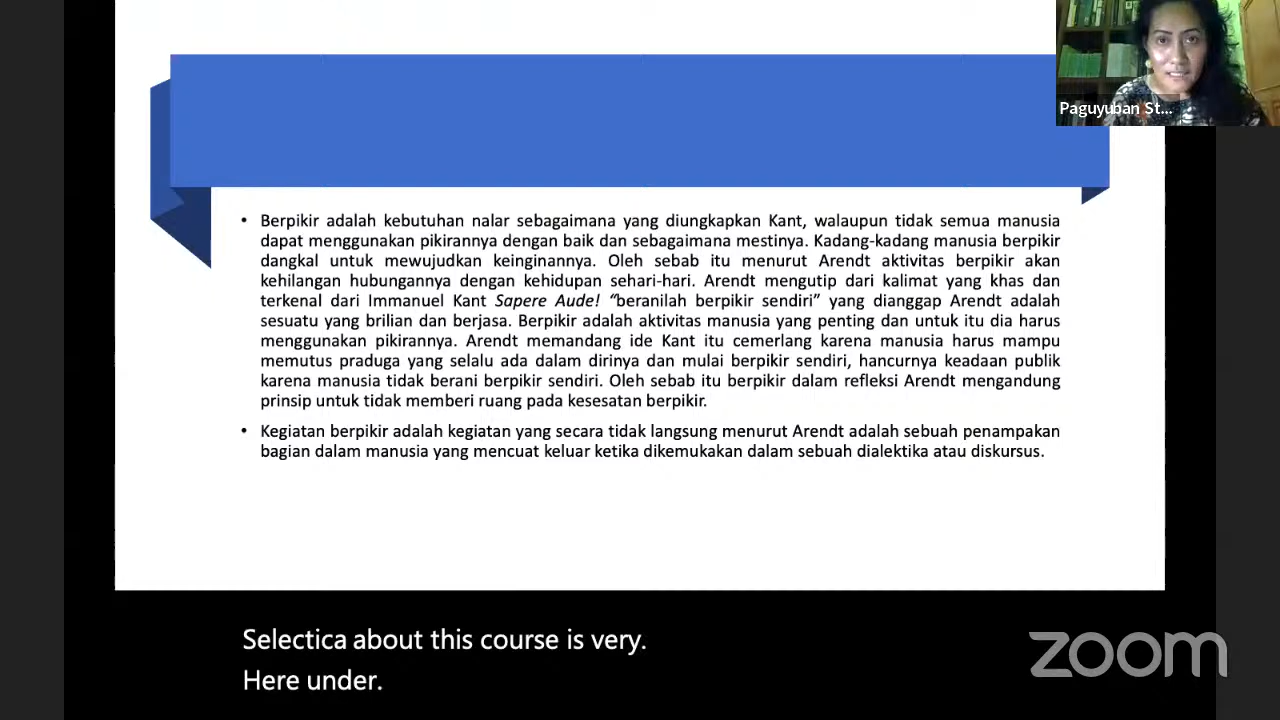 Paguyuban St...
• Berpikir adalah kebutuhan nalar sebagaimana yang diungkapkan Kant, walaupun tidak semua manusia
dapat menggunakan pikirannya dengan baik dan sebagaimana mestinya. Kadang-kadang manusia berpikir
dangkal untuk mewujudkan keinginannya. Oleh sebab itu menurut Arendt aktivitas berpikir akan
kehilangan hubungannya dengan kehidupan sehari-hari. Arendt mengutip dari kalimat yang khas dan
terkenal dari Immanuel Kant Sapere Aude! “beranilah berpikir sendiri” yang dianggap Arendt adalah
sesuatu yang brilian dan berjasa. Berpikir adalah aktivitas manusia yang penting dan untuk itu dia harus
menggunakan pikirannya. Arendt memandang ide Kant itu cemerlang karena manusia harus mampu
memutus praduga yang selalu ada dalam dirinya dan mulai berpikir sendiri, hancurnya keadaan publik
karena manusia tidak berani berpikir sendiri. Oleh sebab itu berpikir dalam refleksi Arendt mengandung
prinsip untuk tidak memberi ruang pada kesesatan berpikir.
• Kegiatan berpikir adalah kegiatan yang secara tidak langsung menurut Arendt adalah sebuah penampakan
bagian dalam manusia yang mencuat keluar ketika dikemukakan dalam sebuah dialektika atau diskursus.
Selectica about this course is very.
Here under.
zoom